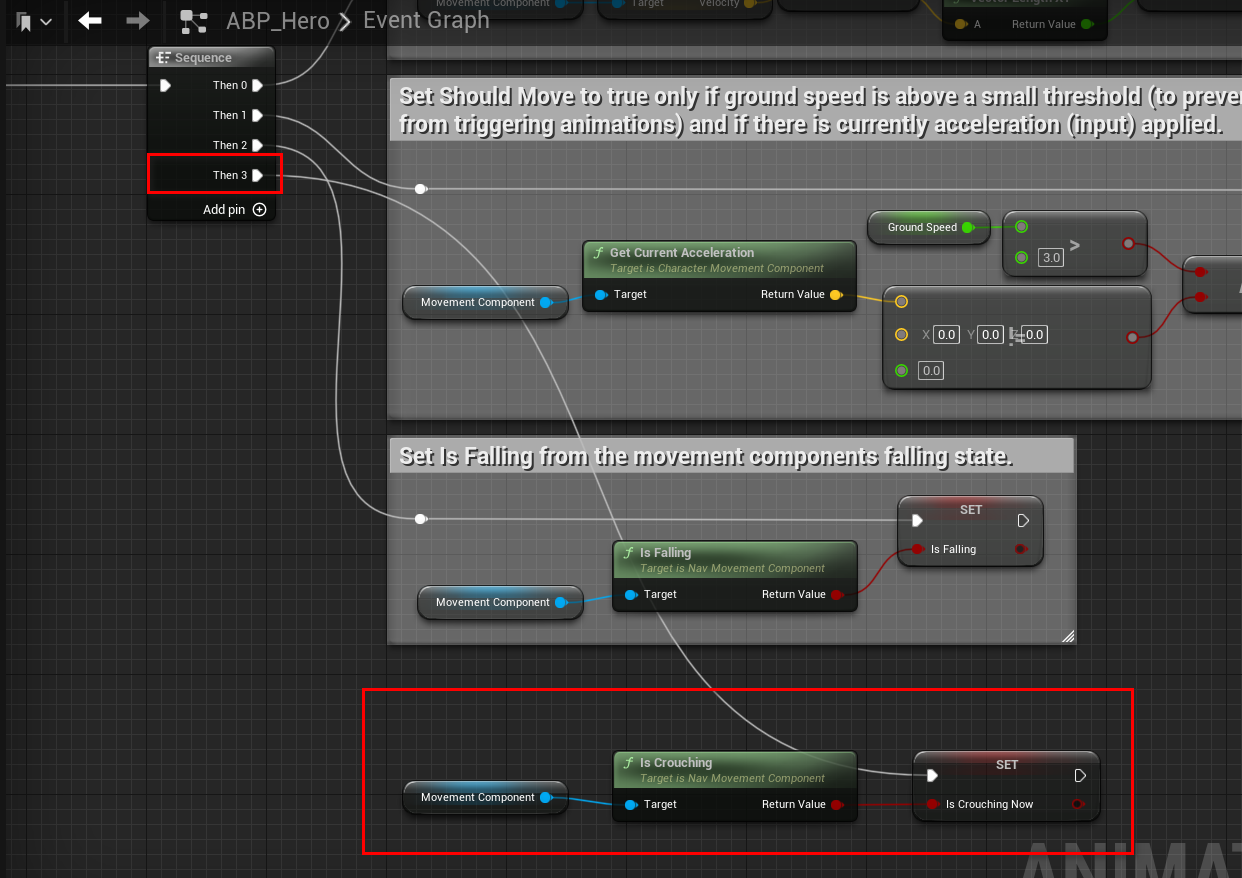 ABP_Hero > Event Graph
Movement Component
Target
Velocity
A
Return Value
Sequence
Then 0
Then 1
Then 2
Then 3
Add pin
Set Should Move to true only if ground speed is above a small threshold (to preve
from triggering animations) and if there is currently acceleration (input) applied.
Ground Speed
3.0
>
Get Current Acceleration
Target is Character Movement Component
Movement Component
Target
Return Value
X 0.0 Y 0.0 0.0
!=
0.0
Set Is Falling from the movement components falling state.
SET
Is Falling
Is Falling
Target is Nav Movement Component
Movement Component
Target
Return Value
Is Crouching
Target is Nav Movement Component
Movement Component
Target
Return Value
SET
Is Crouching Now
ANIMAT